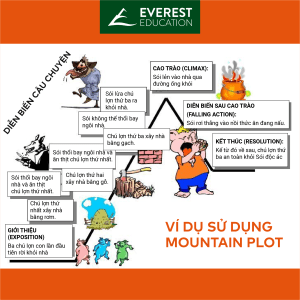 EVEREST
EDUCATION
DIỄN BIẾN CÂU CHUYỆN
CAO TRÀO (CLIMAX):
Sói lẻn vào nhà qua
đường ống khói
Sói lừa chú
lợn thứ ba ra
khỏi nhà.
DIỄN BIẾN SAU CAO TRÀO
(FALLING ACTION):
Sói rơi thẳng vào nồi thức ăn đang nấu.
Sói không thể thổi bay
ngôi nhà.
Chú lợn thứ ba xây nhà
bằng gạch.
KẾT THÚC (RESOLUTION):
Kể từ đó về sau, chú lợn thứ
ba an toàn khỏi Sói độc ác
Sói thổi bay ngôi nhà và
ăn thịt chú lợn thứ nhất.
Sói thổi bay
ngôi nhà và ăn
thịt chú lợn
thứ nhất.
Chú lợn thứ hai
xây nhà bằng gỗ.
Chú lợn thứ
nhất xây nhà
bằng rơm.
GIỚI THIỆU
(EXPOSITION)
Ba chú lợn con lần đầu
tiên rời khỏi nhà
VÍ DỤ SỬ DỤNG
MOUNTAIN PLOT